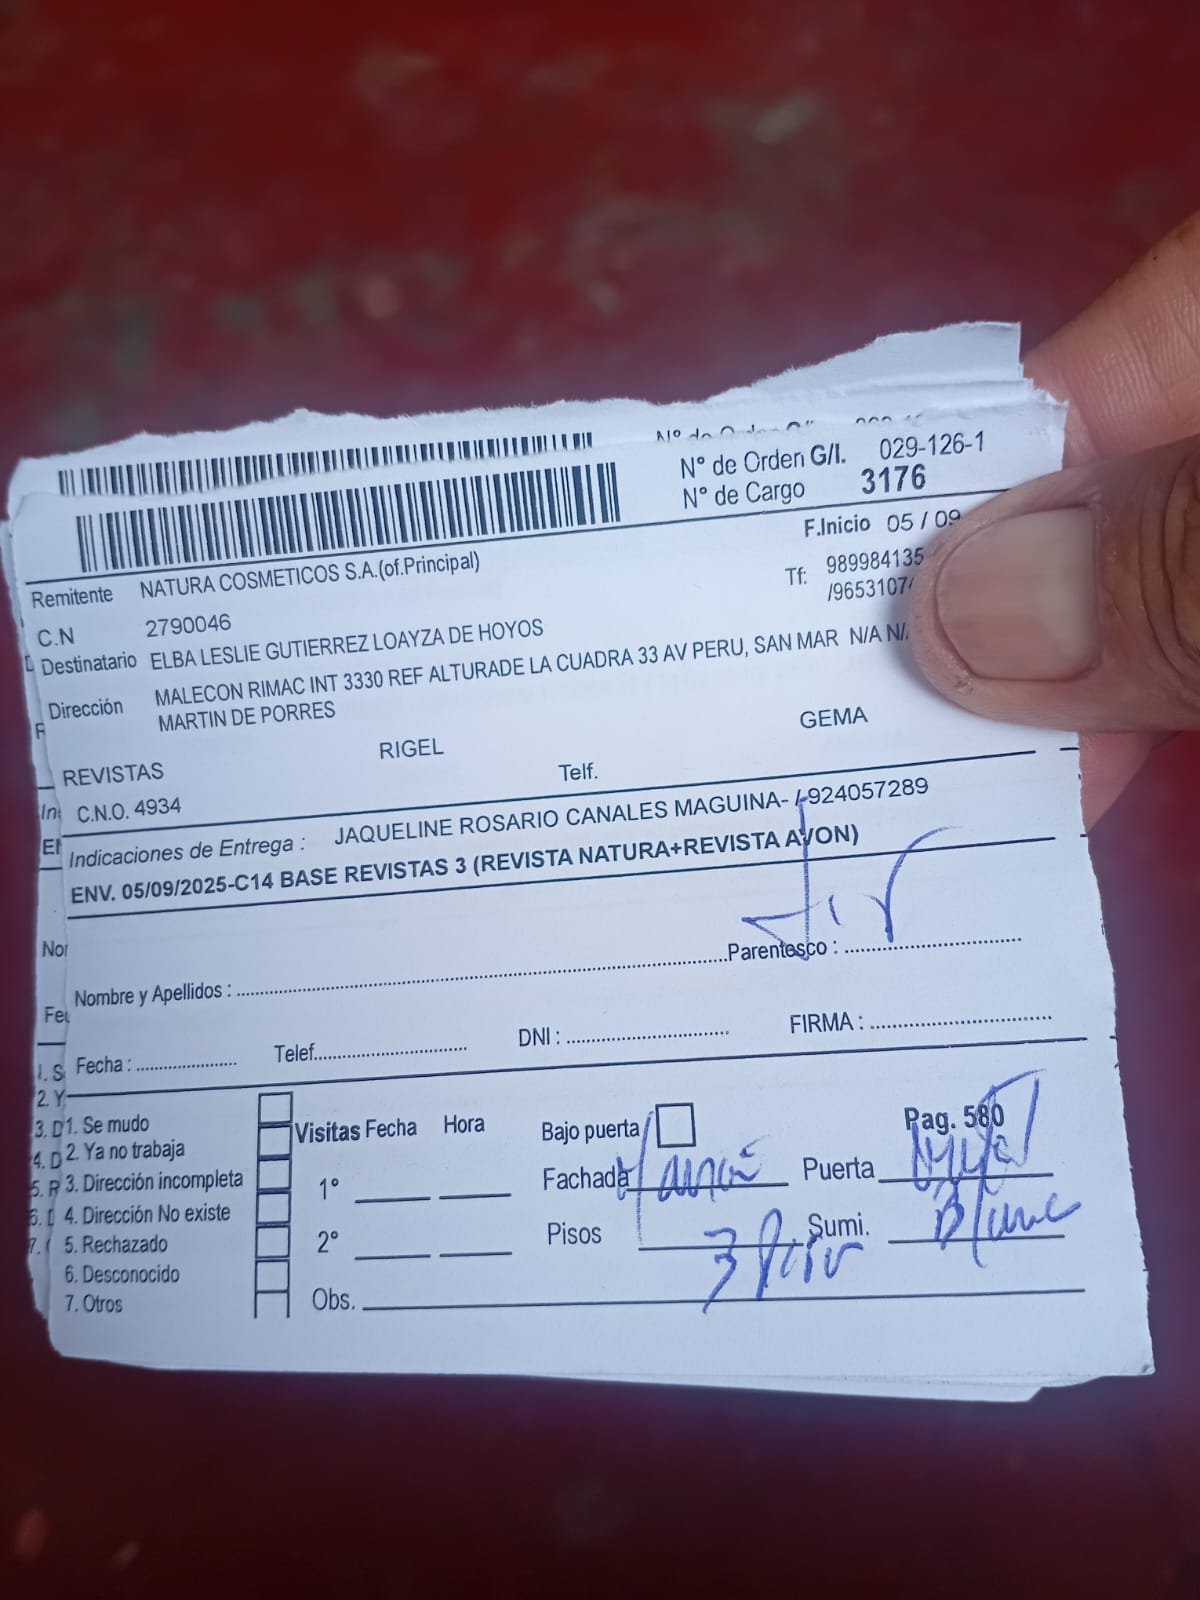 Nº de Orden G/I. 029-126-1
Nº de Cargo 3176
F.Inicio 05 / 09
Remitente NATURA COSMETICOS S.A.(of.Principal)
Tf: 989984135
/9653107
C.N 2790046
Destinatario ELBA LESLIE GUTIERREZ LOAYZA DE HOYOS
Dirección MALECON RIMAC INT 3330 REF ALTURADE LA CUADRA 33 AV PERU, SAN MAR N/A N/
MARTIN DE PORRES
REVISTAS RIGEL GEMA
C.N.O. 4934 Telf.
Indicaciones de Entrega : JAQUELINE ROSARIO CANALES MAGUINA- /-924057289
ENV. 05/09/2025-C14 BASE REVISTAS 3 (REVISTA NATURA+REVISTA AVON)
Nombre y Apellidos : Parentesco :
Fecha : Telef. DNI : FIRMA :
1. Se mudo
2. Ya no trabaja
3. Dirección incompleta
4. Dirección No existe
5. Rechazado
6. Desconocido
7. Otros
Visitas Fecha Hora Bajo puerta Pag. 580
1° Fachada Puerta
2° Pisos 3 Pisos Sumi. Blanc
Obs.